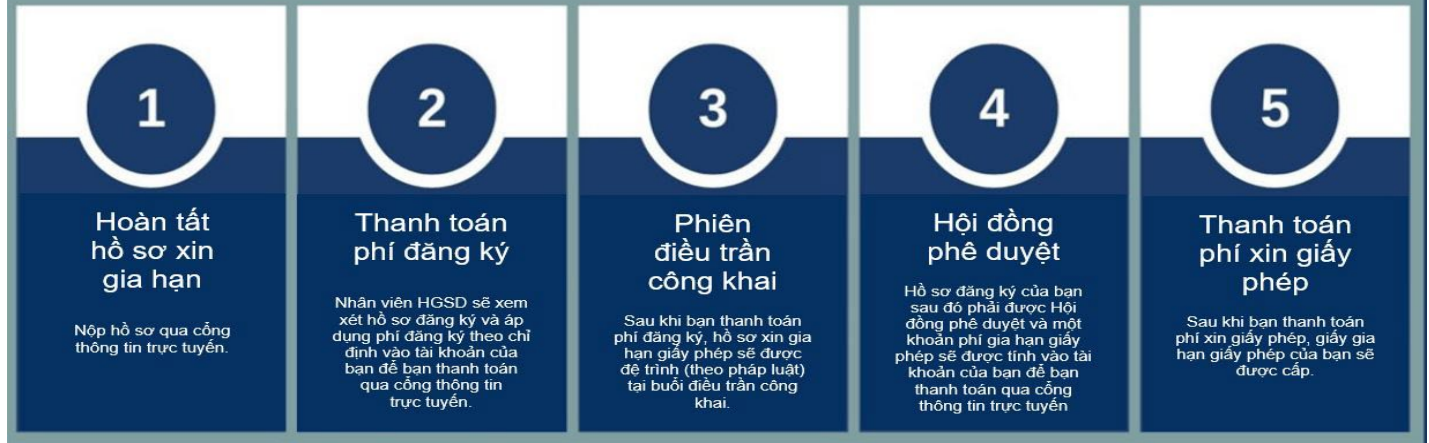 1
Hoàn tất
hồ sơ xin
gia hạn
Nộp hồ sơ qua cổng
thông tin trực tuyến.
2
Thanh toán
phí đăng ký
Nhân viên HGSD sẽ xem
xét hồ sơ đăng ký và áp
dụng phí đăng ký theo chỉ
định vào tài khoản của
bạn để bạn thanh toán
qua cổng thông tin
trực tuyến.
3
Phiên
điều trần
công khai
Sau khi bạn thanh toán
phí đăng ký, hồ sơ xin gia
hạn giấy phép sẽ được
đệ trình (theo pháp luật)
tại buổi điều trần công
khai.
4
Hội đồng
phê duyệt
Hồ sơ đăng ký của bạn
sau đó phải được Hội
đồng phê duyệt và một
khoản phí gia hạn giấy
phép sẽ được tính vào tài
khoản của bạn để bạn
thanh toán qua cổng
thông tin trực tuyến
5
Thanh toán
phí xin giấy
phép
Sau khi bạn thanh toán
phí xin giấy phép, giấy gia
hạn giấy phép của bạn sẽ
được cấp.